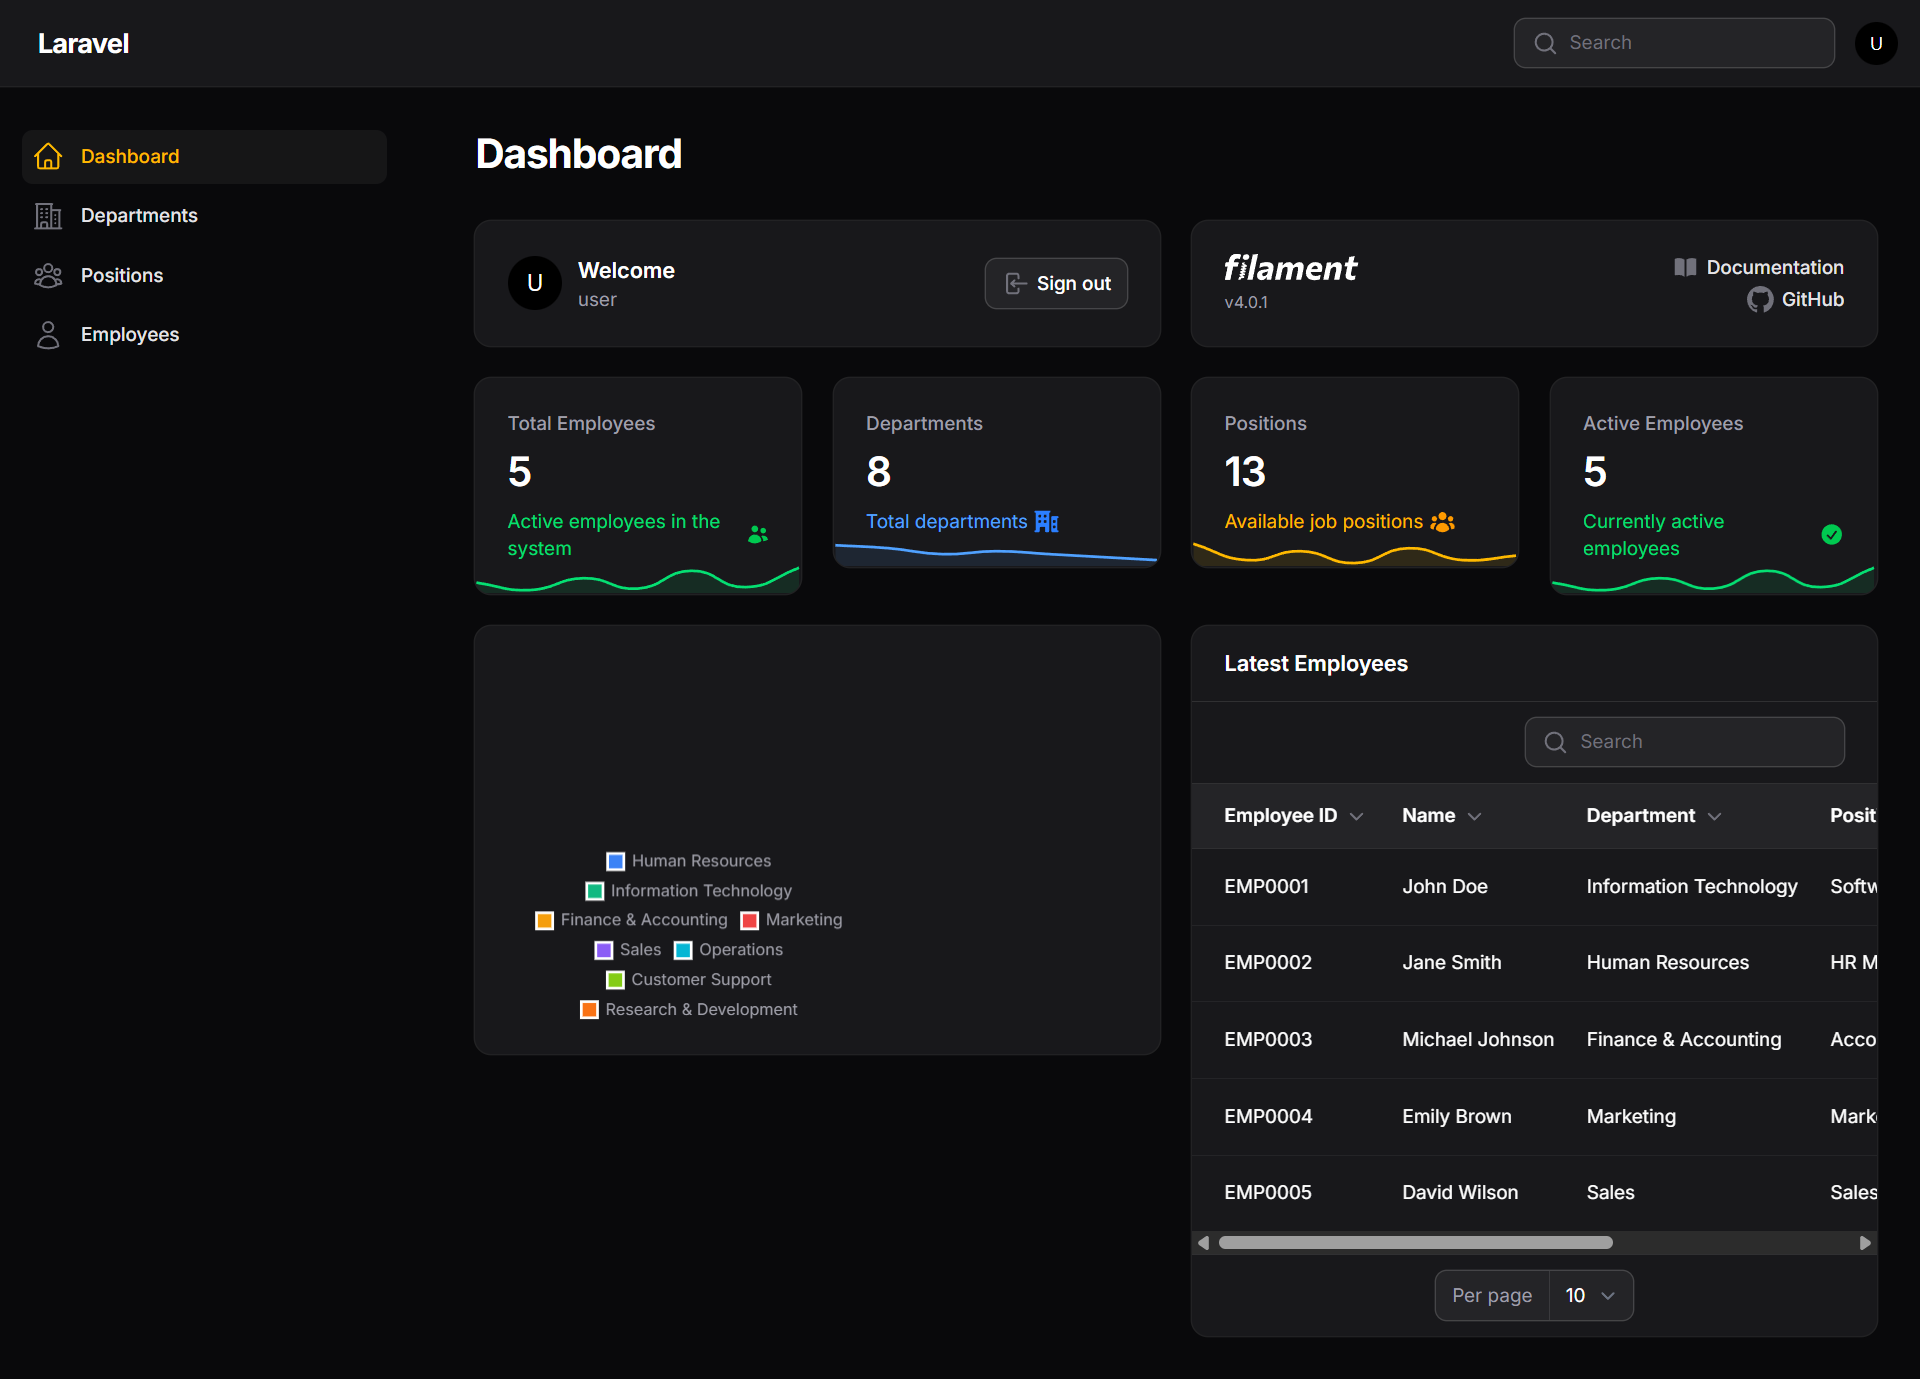 Laravel
Search
U
Dashboard
Departments
Positions
Employees
Dashboard
U
Welcome
user
Sign out
filament
v4.0.1
Documentation
GitHub
Total Employees
5
Active employees in the
system
Departments
8
Total departments
Positions
13
Available job positions
Active Employees
5
Currently active
employees
Human Resources
Information Technology
Finance & Accounting Marketing
Sales Operations
Customer Support
Research & Development
Latest Employees
Search
Employee ID Name Department Posit
EMP0001 John Doe Information Technology Softw
EMP0002 Jane Smith Human Resources HR M
EMP0003 Michael Johnson Finance & Accounting Acco
EMP0004 Emily Brown Marketing Mark
EMP0005 David Wilson Sales Sales
Per page 10